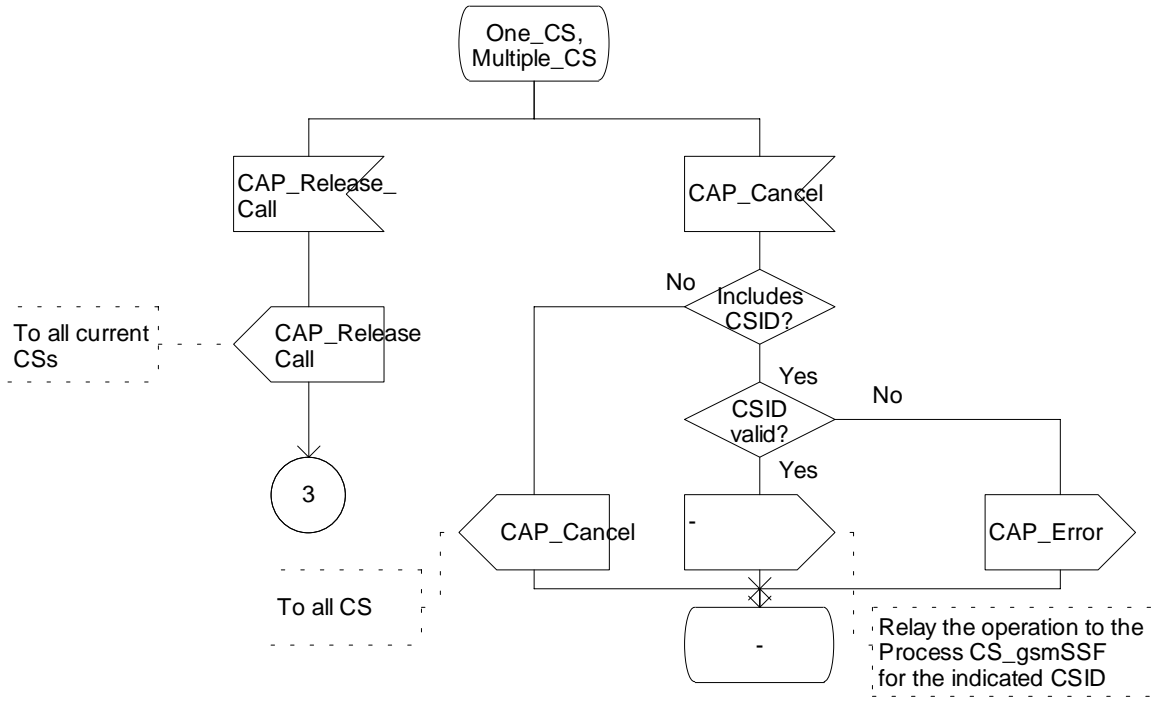 One_CS,
Multiple_CS
CAP_Release_
Call
CAP_Cancel
No
Includes
CSID?
To all current
CSs
CAP_Release
Call
Yes
No
CSID
valid?
Yes
3
CAP_Cancel
-
CAP_Error
To all CS
-
Relay the operation to the
Process CS_gsmSSF
for the indicated CSID